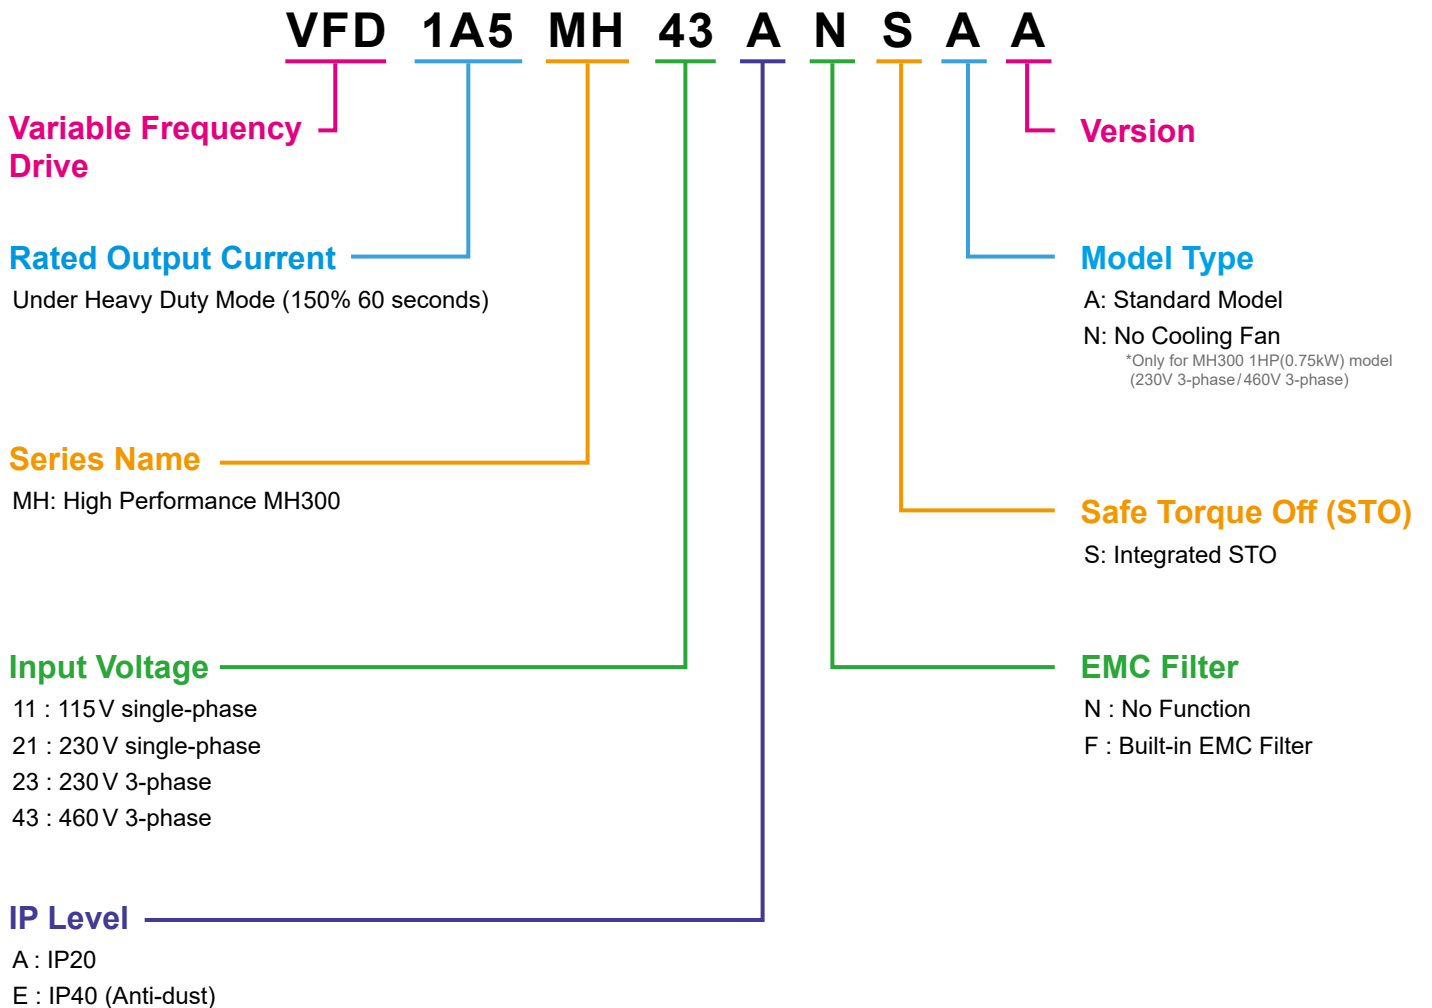 VFD 1A5 MH 43 A N S A A
Variable Frequency
Drive
Rated Output Current
Under Heavy Duty Mode (150% 60 seconds)
Series Name
MH: High Performance MH300
Input Voltage
11 : 115V single-phase
21 : 230V single-phase
23 : 230V 3-phase
43 : 460V 3-phase
IP Level
A : IP20
E : IP40 (Anti-dust)
Version
Model Type
A: Standard Model
N: No Cooling Fan
*Only for MH300 1HP(0.75kW) model
(230V 3-phase/460V 3-phase)
Safe Torque Off (STO)
S: Integrated STO
EMC Filter
N : No Function
F : Built-in EMC Filter